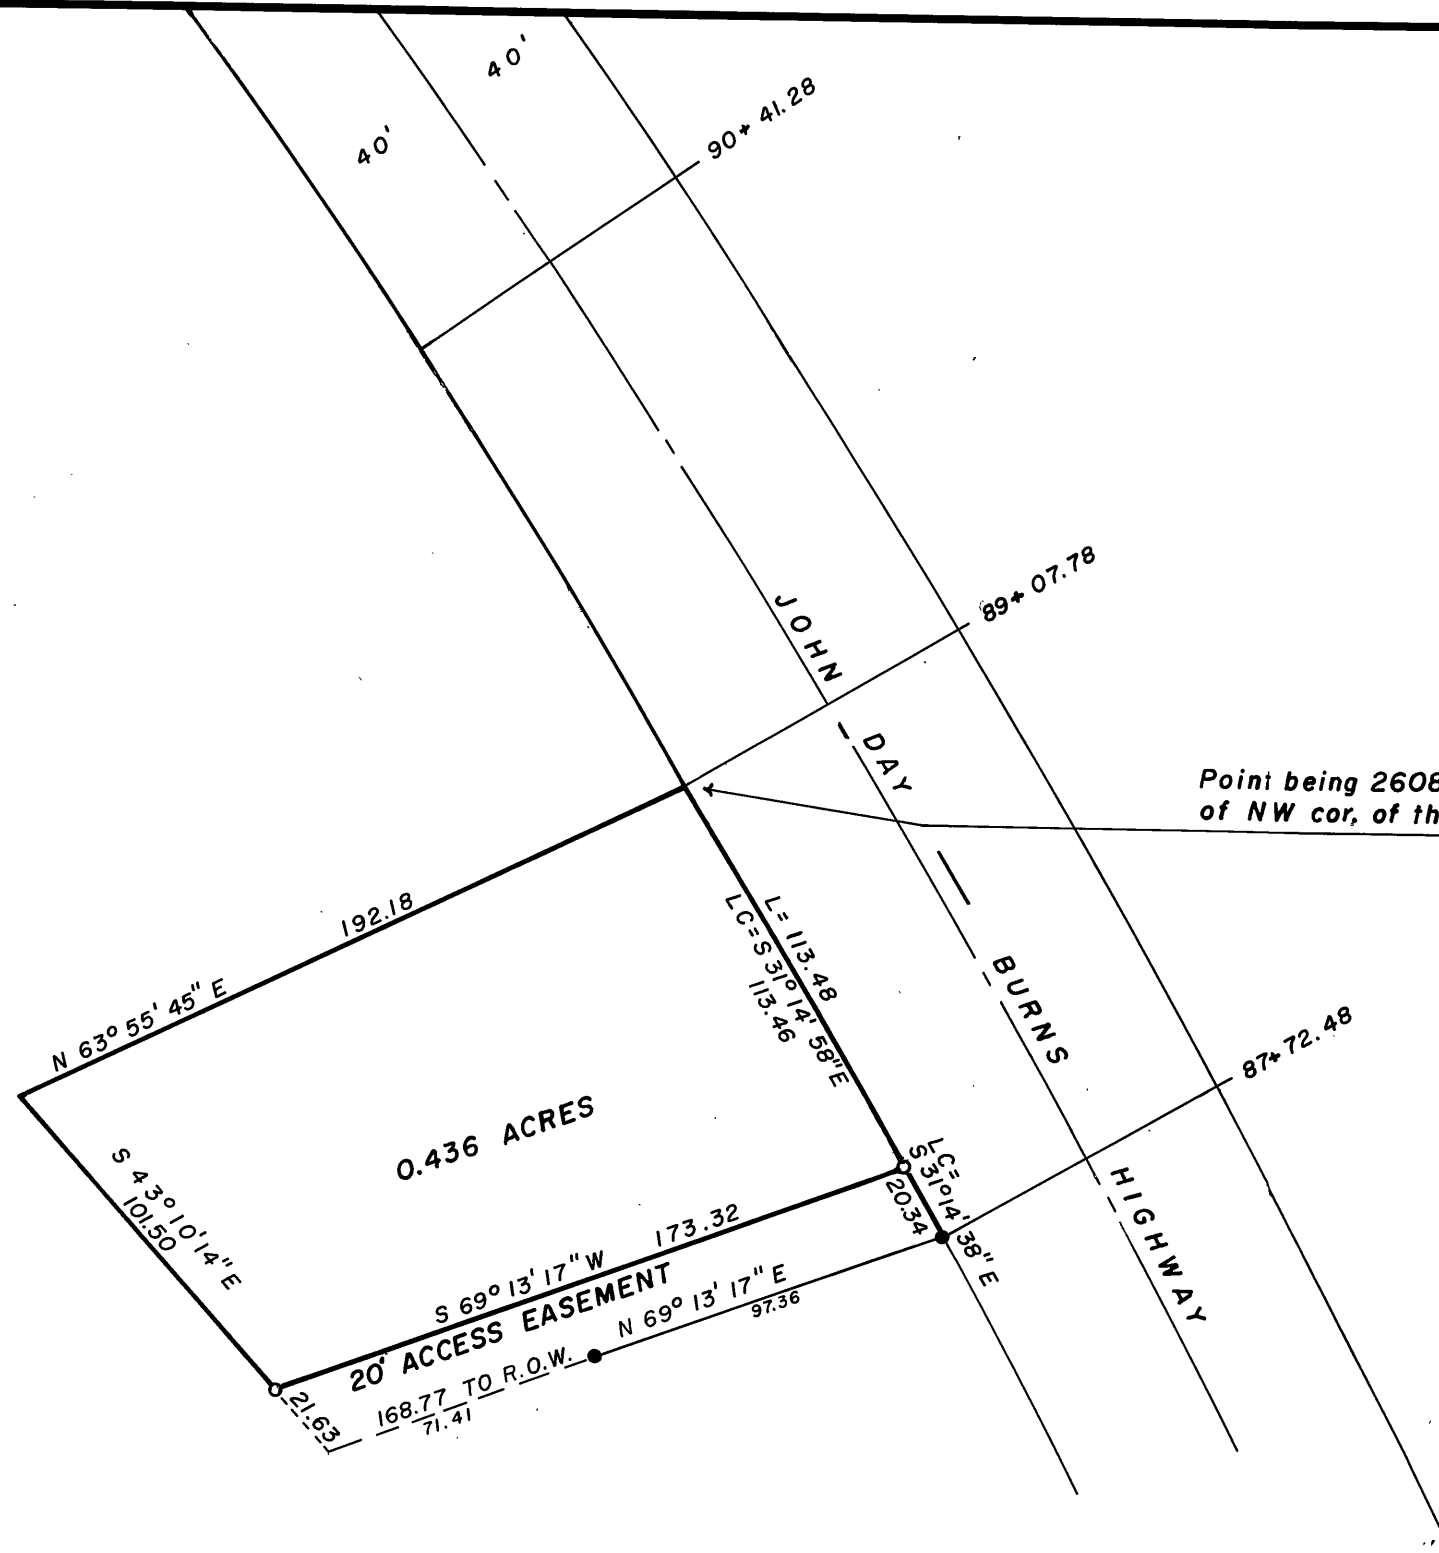 40'
40'
90+ 41.28
89+ 07.78
JOHN DAY BURNS HIGHWAY
Point being 2608
of NW cor. of th
192.18
N 63° 55' 45" E
L= 113.48
LC= S 31° 14' 58"E
113.46
87+72.48
0.436 ACRES
S 43° 10' 14" E
101.50
LC=
S 31° 14' 38" E
20.34
173.32
S 69° 13' 17" W
20' ACCESS EASEMENT
N 69° 13' 17" E
97.36
168.77 TO R.O.W.
71.41
21.63